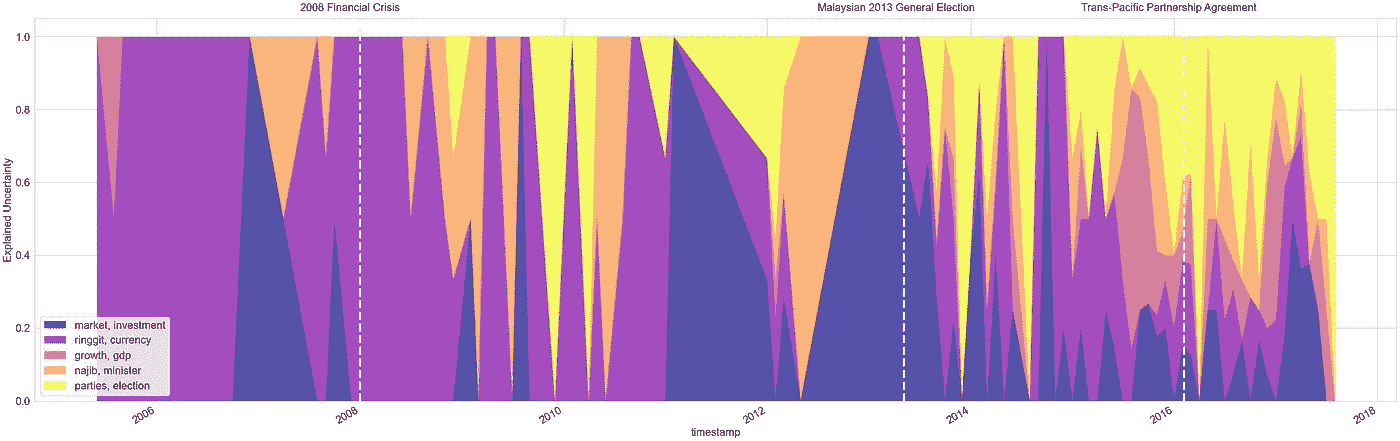 2008 Financial Crisis Malaysian 2013 General Election Trans-Pacific Partnership Agreement
1.0
0.8
0.6
0.4
0.2
0.0
Explained Uncertainty
market, investment
ringgit, currency
growth, gdp
najib, minister
parties, election
2006 2008 2010 2012 2014 2016 2018
timestamp